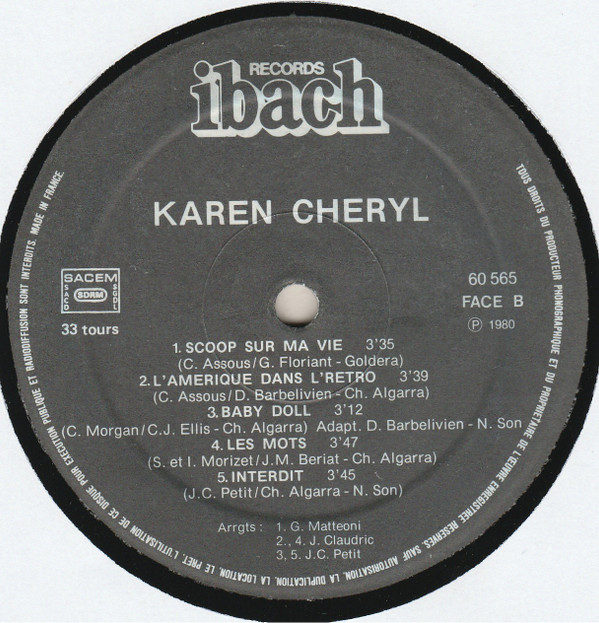 RECORDS
ibach
KAREN CHERYL
SACEM
SACD
SDRM
SGDL
33 tours
60 565
FACE B
Ⓟ 1980
1. SCOOP SUR MA VIE 3'35
(C. Assous/G. Floriant - Goldera)
2. L'AMERIQUE DANS L'RETRO 3'39
(C. Assous/D. Barbelivien - Ch. Algarra)
3. BABY DOLL 3'12
(C. Morgan/C.J. Ellis - Ch. Algarra) Adapt. D. Barbelivien - N. Son
4. LES MOTS 3'47
(S. et I. Morizet/J.M. Beriat - Ch. Algarra)
5. INTERDIT 3'45
(J.C. Petit/Ch. Algarra - N. Son)
Arrgts : 1. G. Matteoni
2., 4. J. Claudric
3, 5. J.C. Petit
TOUS DROITS DU PRODUCTEUR PHONOGRAPHIQUE ET DU PROPRIETAIRE DE L'ŒUVRE ENREGISTREE RESERVES. SAUF AUTORISATION, LA DUPLICATION, LA LOCATION, LE PRET, L'UTILISATION DE CE DISQUE POUR EXECUTION PUBLIQUE ET RADIODIFFUSION SONT INTERDITS. MADE IN FRANCE.